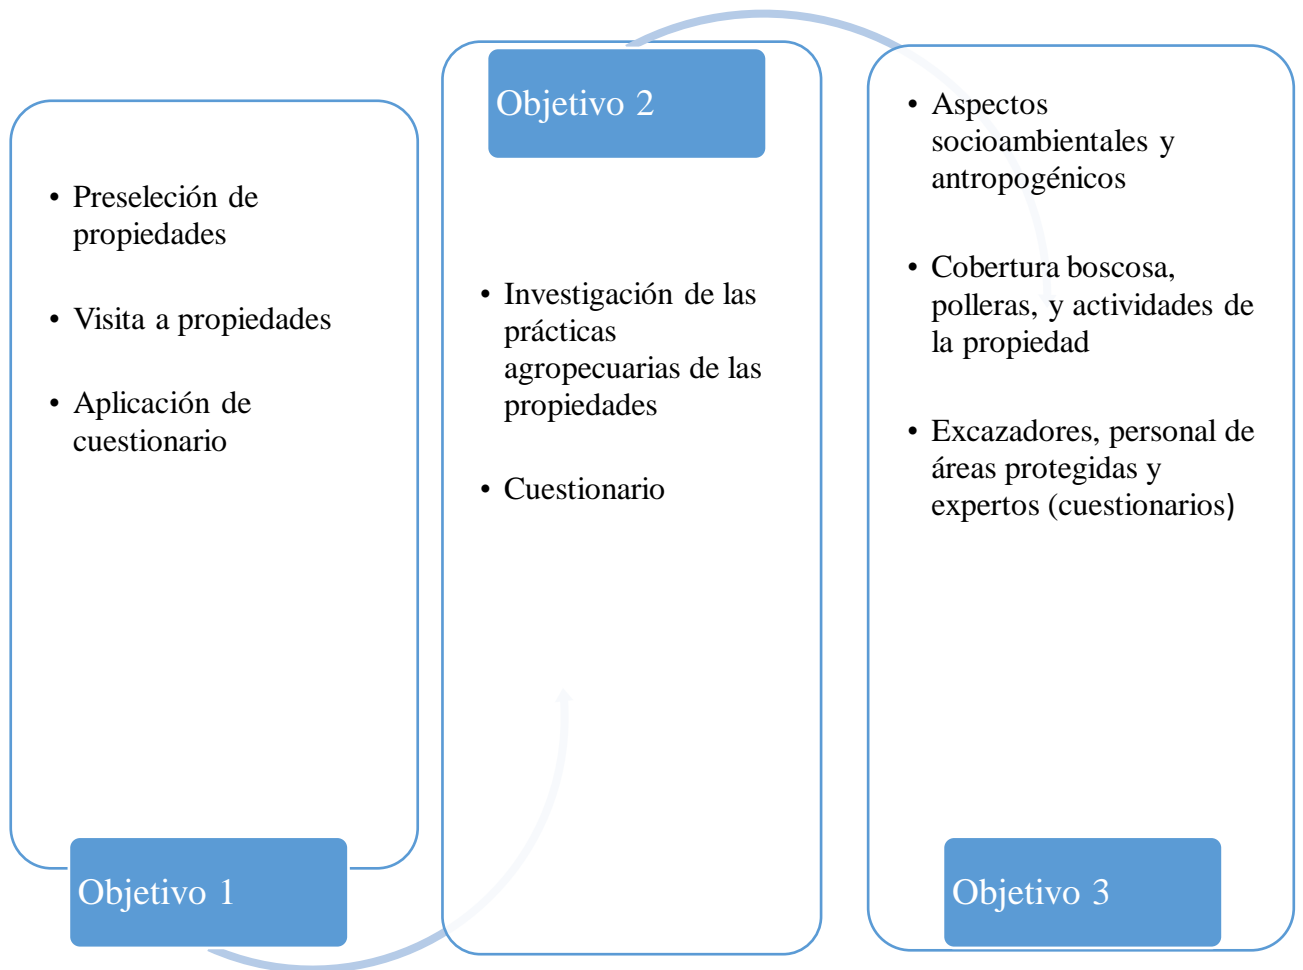 • Preseleción de
propiedades
• Visita a propiedades
• Aplicación de
cuestionario
Objetivo 1
Objetivo 2
• Investigación de las
prácticas
agropecuarias de las
propiedades
• Cuestionario
• Aspectos
socioambientales y
antropogénicos
• Cobertura boscosa,
polleras, y actividades de
la propiedad
• Excazadores, personal de
áreas protegidas y
expertos (cuestionarios)
Objetivo 3